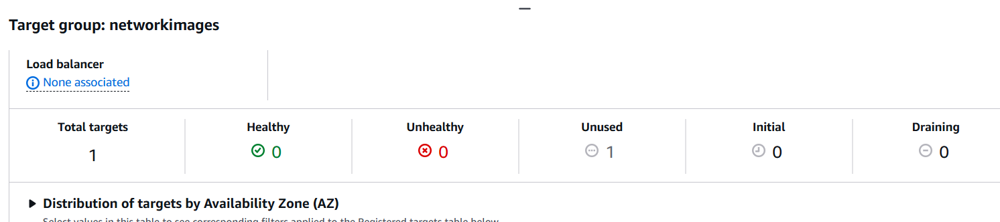 Target group: networkimages
Load balancer
None associated
Total targets Healthy Unhealthy Unused Initial Draining
1 0 0 1 0 0
Distribution of targets by Availability Zone (AZ)
Select values in this table to see corresponding filters applied to the Registered targets table below